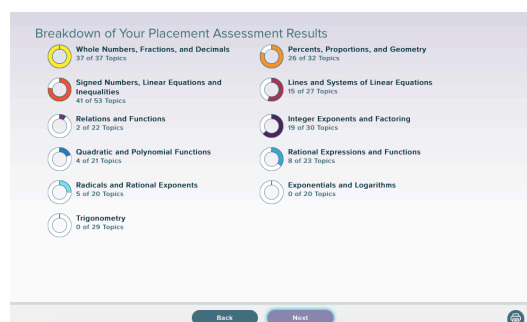 Breakdown of Your Placement Assessment Results
Whole Numbers, Fractions, and Decimals
37 of 37 Topics
Percents, Proportions, and Geometry
26 of 32 Topics
Signed Numbers, Linear Equations and
Inequalities
41 of 53 Topics
Lines and Systems of Linear Equations
15 of 27 Topics
Relations and Functions
2 of 22 Topics
Integer Exponents and Factoring
19 of 30 Topics
Quadratic and Polynomial Functions
4 of 21 Topics
Rational Expressions and Functions
8 of 23 Topics
Radicals and Rational Exponents
5 of 20 Topics
Exponentials and Logarithms
0 of 20 Topics
Trigonometry
0 of 29 Topics
Back
Next